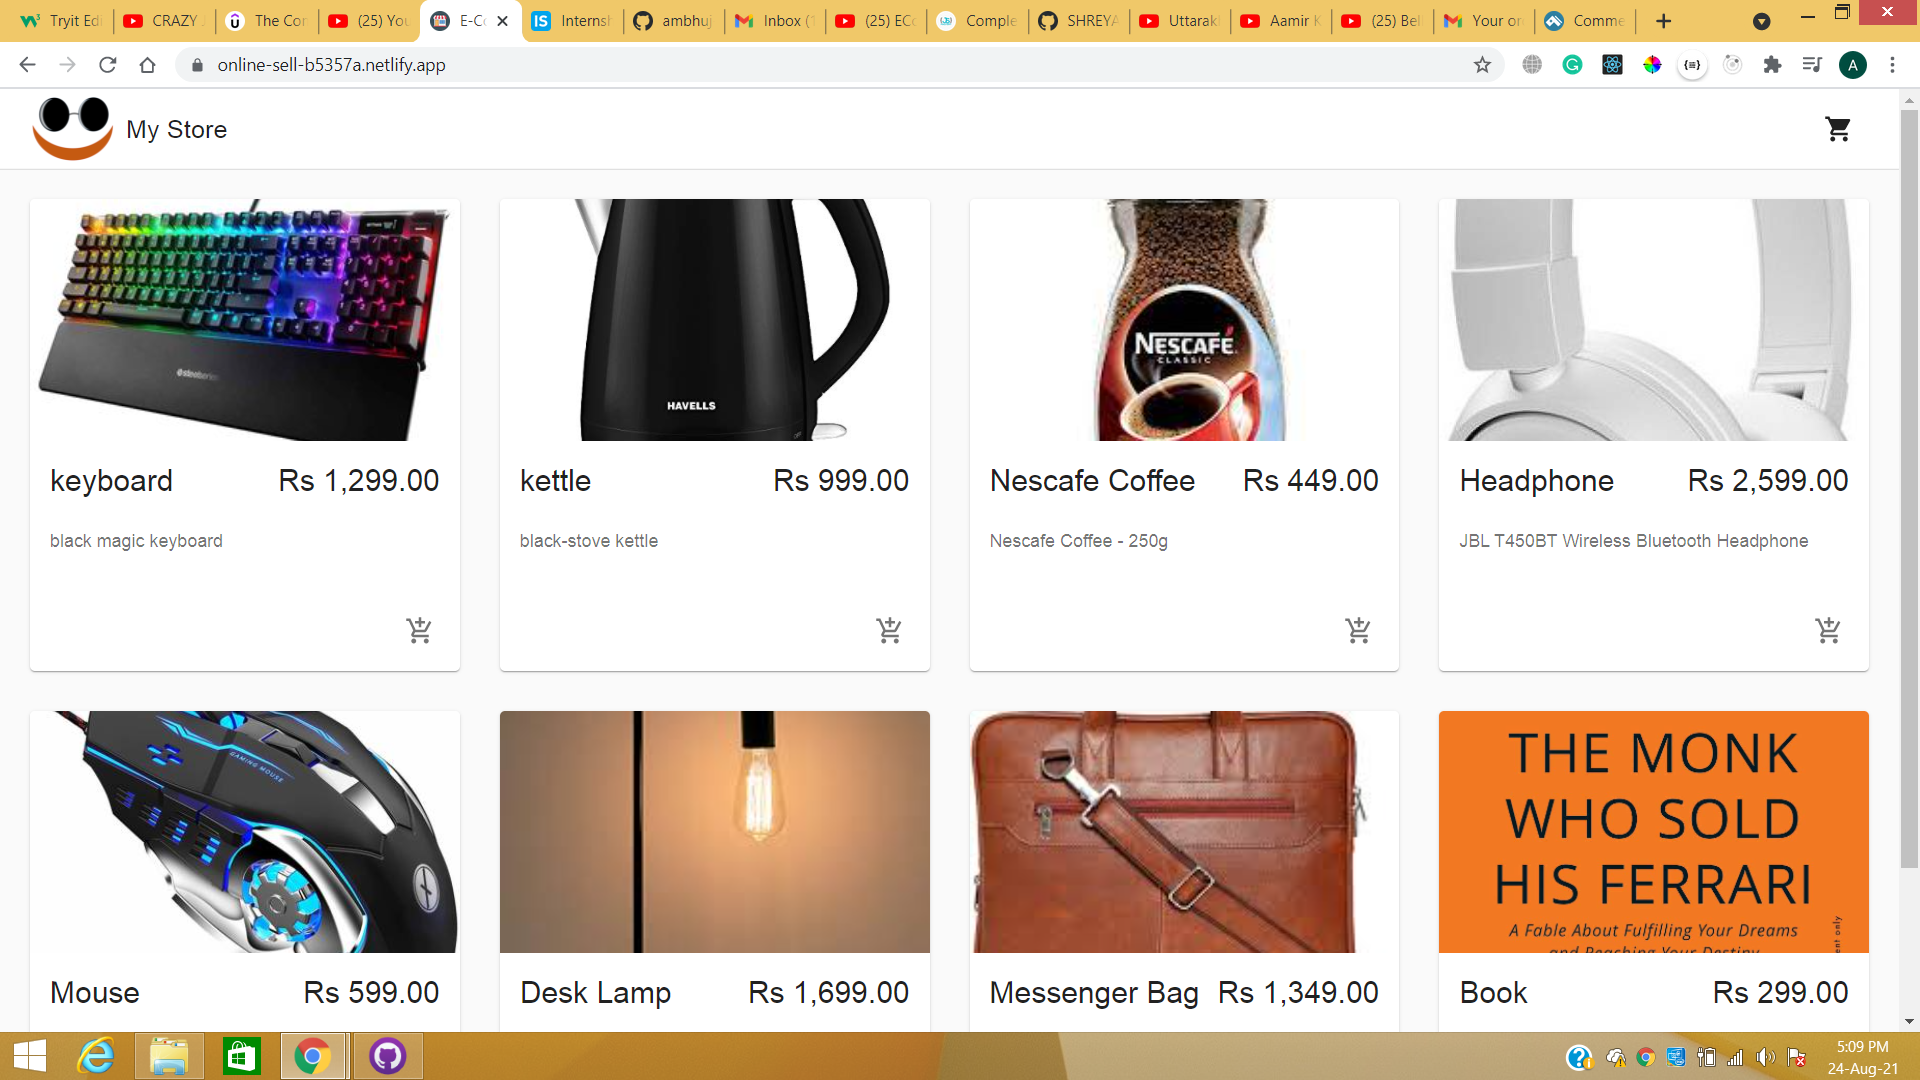 Tryit Edi
CRAZY
The Con
(25) You
E-Co
Internsh
ambhuj
Inbox (1
(25) ECo
Comple
SHREYA
Uttarak
Aamir K
(25) Bel
Your or
Comme
online-sell-b5357a.netlify.app
A
My Store
steelseries
HAVELLS
NESCAFÉ
CLASSIC
keyboard Rs 1,299.00
kettle Rs 999.00
Nescafe Coffee Rs 449.00
Headphone Rs 2,599.00
black magic keyboard
black-stove kettle
Nescafe Coffee - 250g
JBL T450BT Wireless Bluetooth Headphone
GAMING MOUSE
THE MONK
WHO SOLD
HIS FERRARI
A Fable About Fulfilling Your Dreams
and Reaching Your Destiny
Mouse Rs 599.00
Desk Lamp Rs 1,699.00
Messenger Bag Rs 1,349.00
Book Rs 299.00
5:09 PM
24-Aug-21